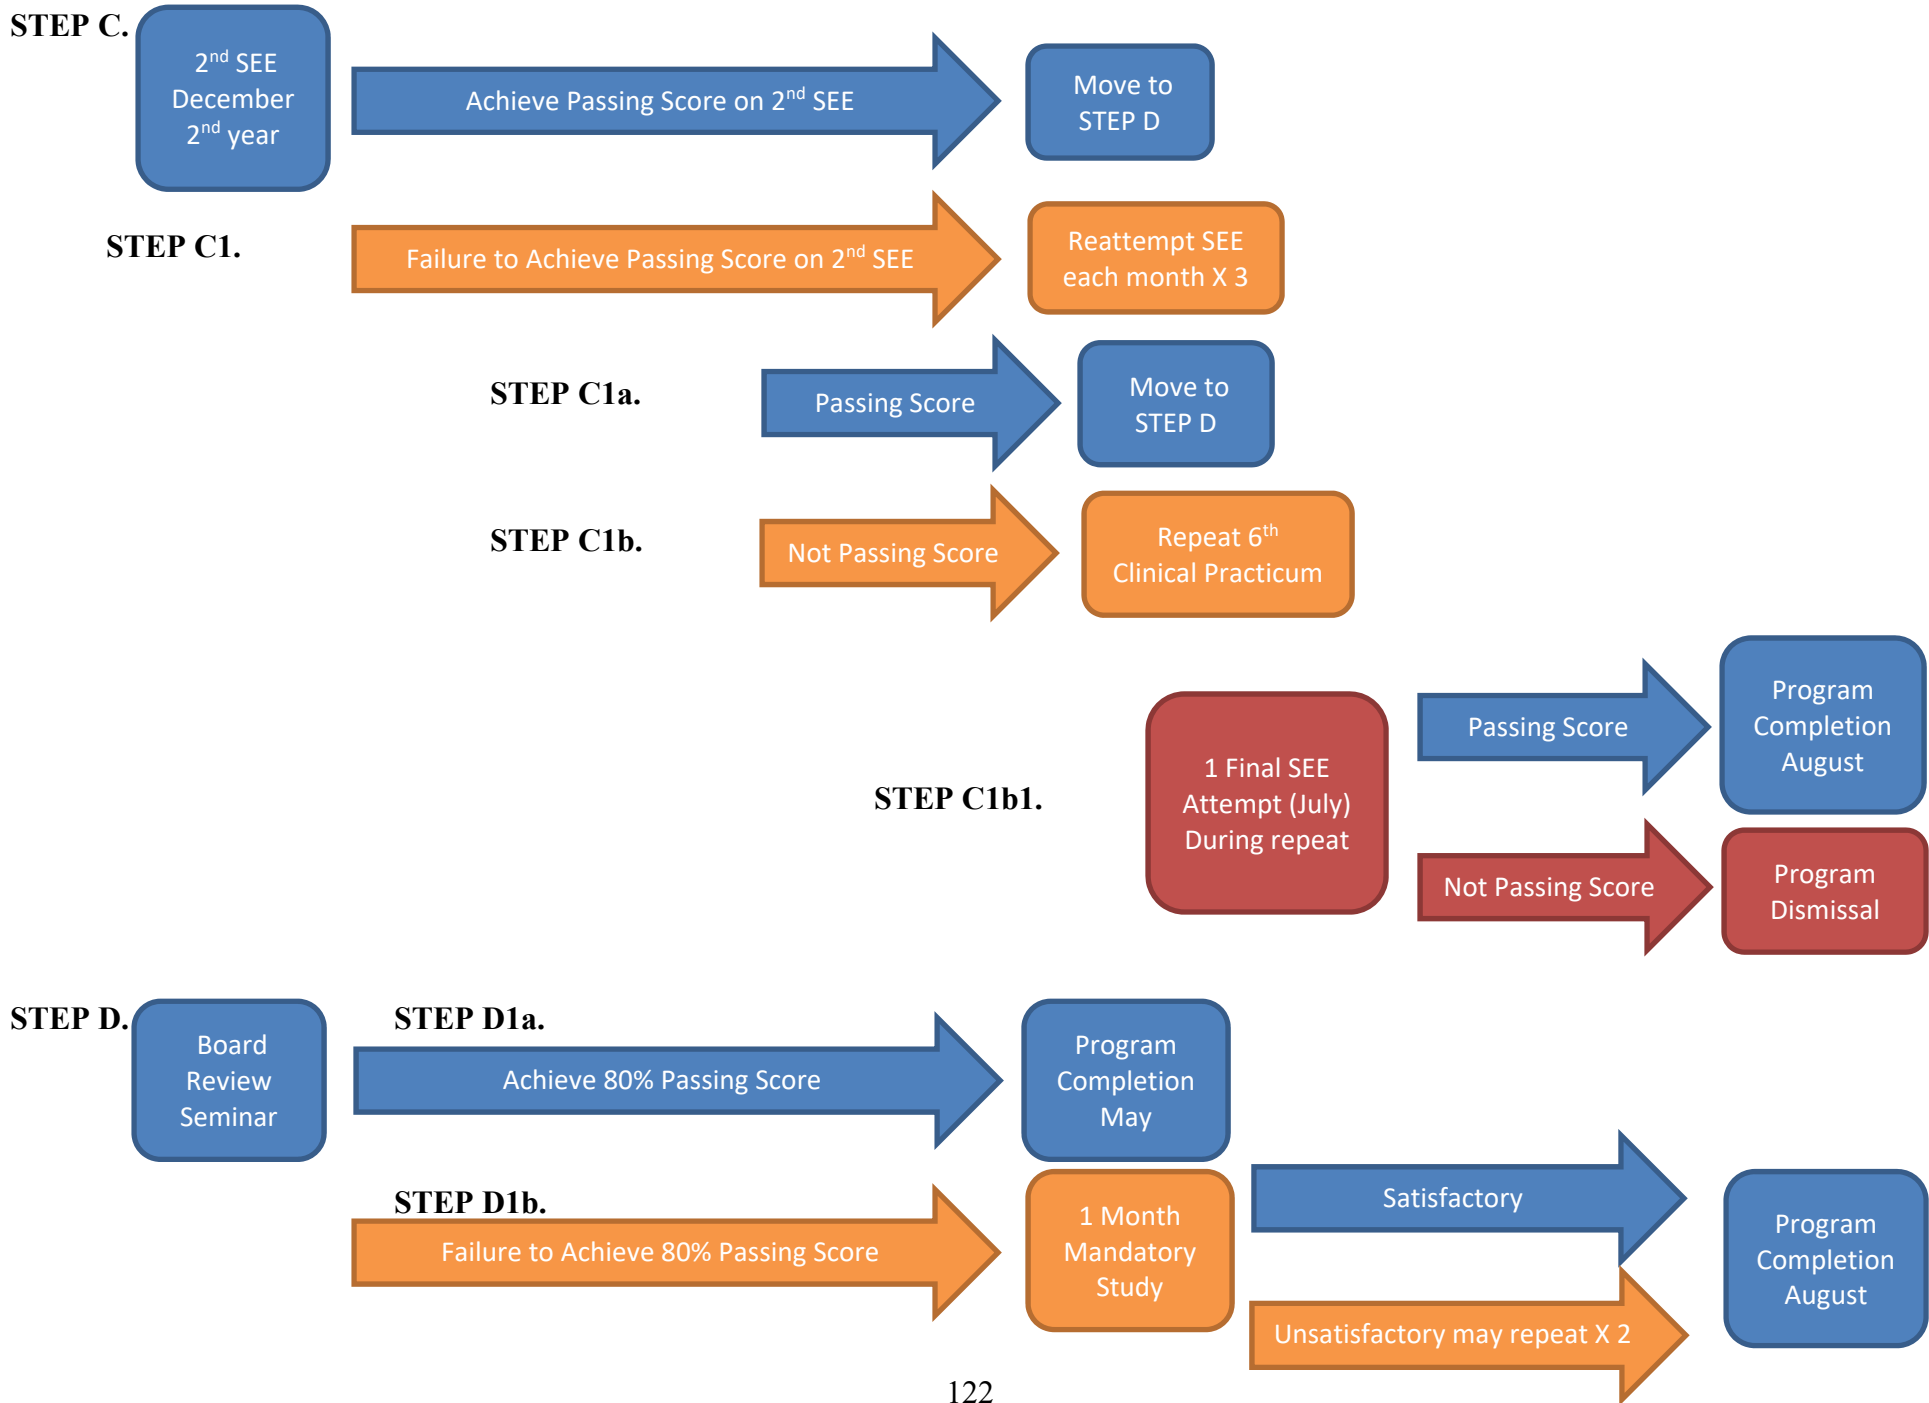 STEP C.
2nd SEE
December
2nd year
Achieve Passing Score on 2nd SEE
Move to
STEP D
STEP C1.
Failure to Achieve Passing Score on 2nd SEE
Reattempt SEE
each month X 3
STEP C1a.
Passing Score
Move to
STEP D
STEP C1b.
Not Passing Score
Repeat 6th
Clinical Practicum
STEP C1b1.
1 Final SEE
Attempt (July)
During repeat
Passing Score
Program
Completion
August
Not Passing Score
Program
Dismissal
STEP D.
Board
Review
Seminar
STEP D1a.
Achieve 80% Passing Score
Program
Completion
May
STEP D1b.
Failure to Achieve 80% Passing Score
1 Month
Mandatory
Study
Satisfactory
Unsatisfactory may repeat X 2
Program
Completion
August
122